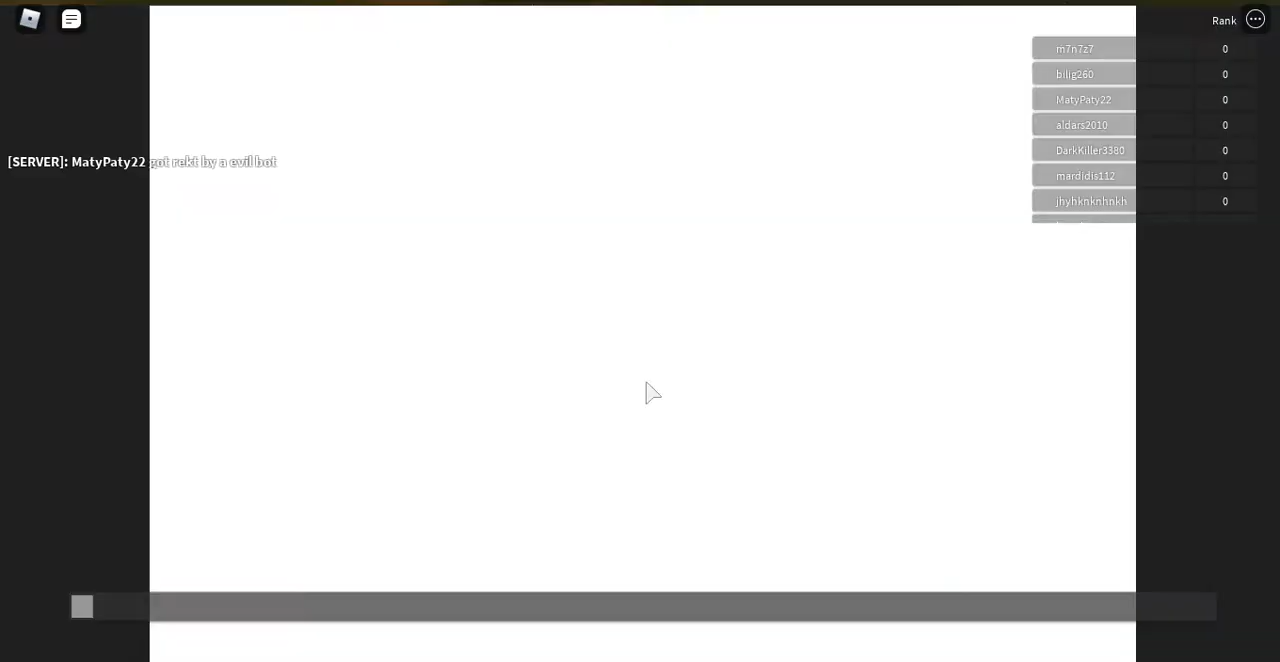 Rank
m7n7z7 0
bilig260 0
MatyPaty22 0
aldars2010 0
DarkKiller3380 0
mardidis112 0
jhyhknknhnkh 0
[SERVER]: MatyPaty22 got rekt by a evil bot